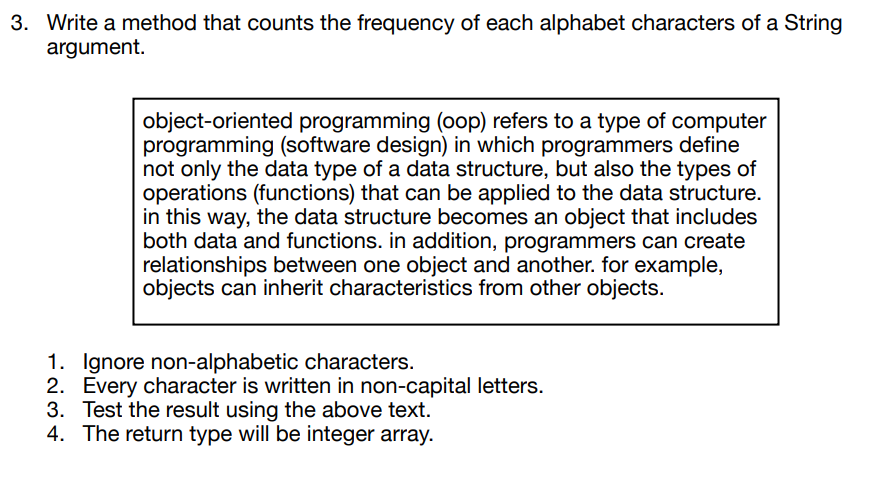 3. Write a method that counts the frequency of each alphabet characters of a String
argument.
object-oriented programming (oop) refers to a type of computer
programming (software design) in which programmers define
not only the data type of a data structure, but also the types of
operations (functions) that can be applied to the data structure.
in this way, the data structure becomes an object that includes
both data and functions. in addition, programmers can create
relationships between one object and another. for example,
objects can inherit characteristics from other objects.
1. Ignore non-alphabetic characters.
2. Every character is written in non-capital letters.
3. Test the result using the above text.
4. The return type will be integer array.